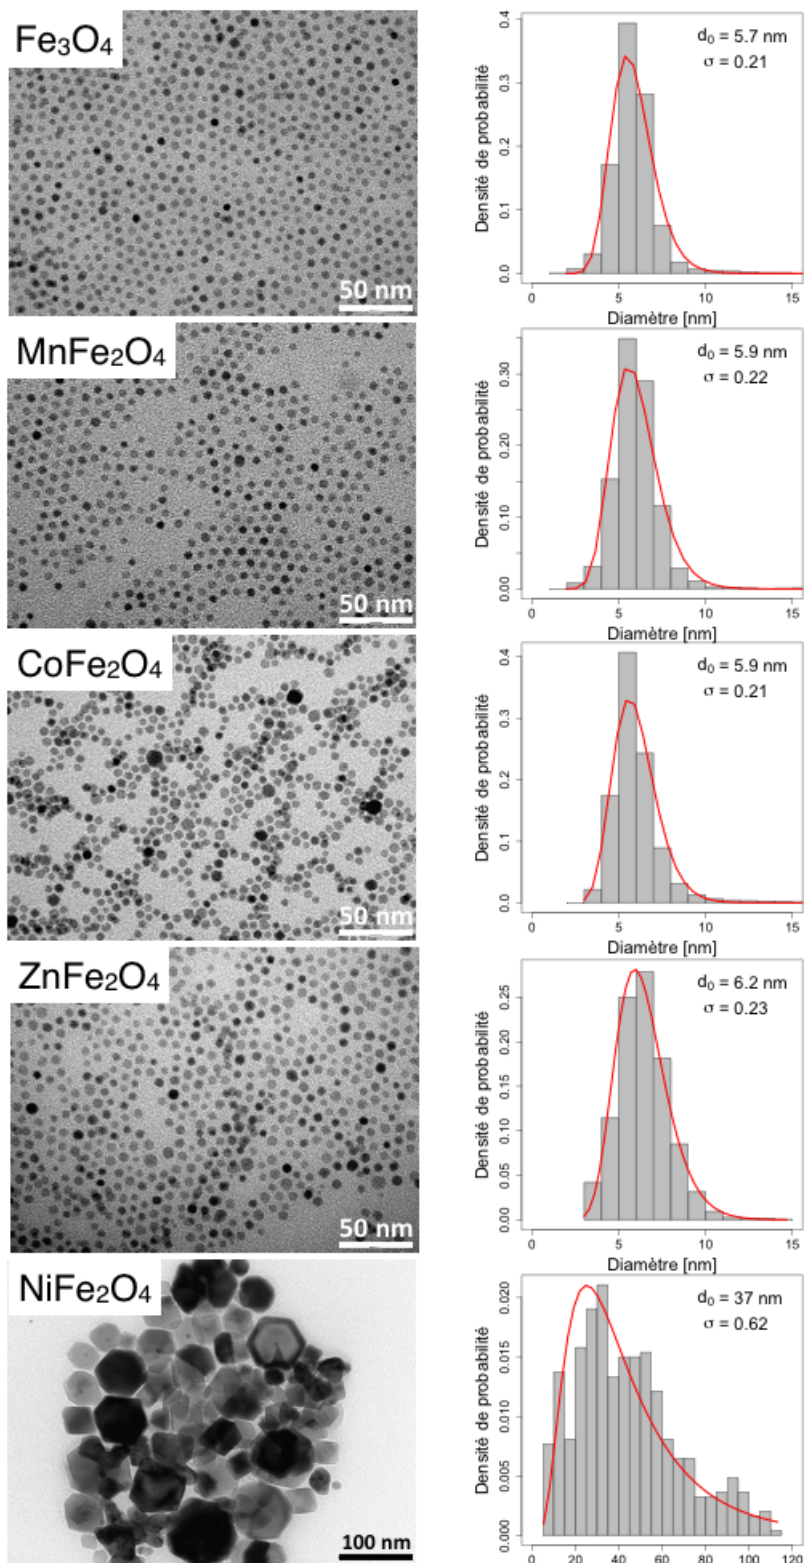 Fe₃O₄
50 nm
Densité de probabilité
0.0 0.1 0.2 0.3 0.4
d₀ = 5.7 nm
σ = 0.21
0 5 10 15
Diamètre [nm]
MnFe₂O₄
50 nm
Densité de probabilité
0.00 0.10 0.20 0.30
d₀ = 5.9 nm
σ = 0.22
0 5 10 15
Diamètre [nm]
CoFe₂O₄
50 nm
Densité de probabilité
0.0 0.1 0.2 0.3 0.4
d₀ = 5.9 nm
σ = 0.21
0 5 10 15
Diamètre [nm]
ZnFe₂O₄
50 nm
Densité de probabilité
0.00 0.05 0.10 0.15 0.20 0.25
d₀ = 6.2 nm
σ = 0.23
0 5 10 15
Diamètre [nm]
NiFe₂O₄
100 nm
Densité de probabilité
0.000 0.005 0.010 0.015 0.020
d₀ = 37 nm
σ = 0.62
0 20 40 60 80 100 120